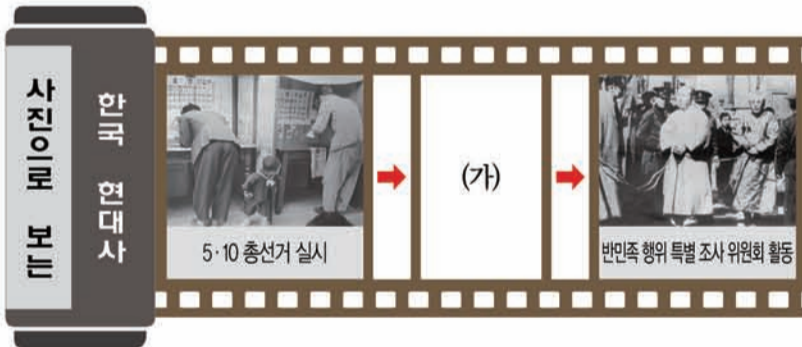 사진으로 보는
한국 현대사
5·10 총선거 실시
(가)
반민족 행위 특별 조사 위원회 활동